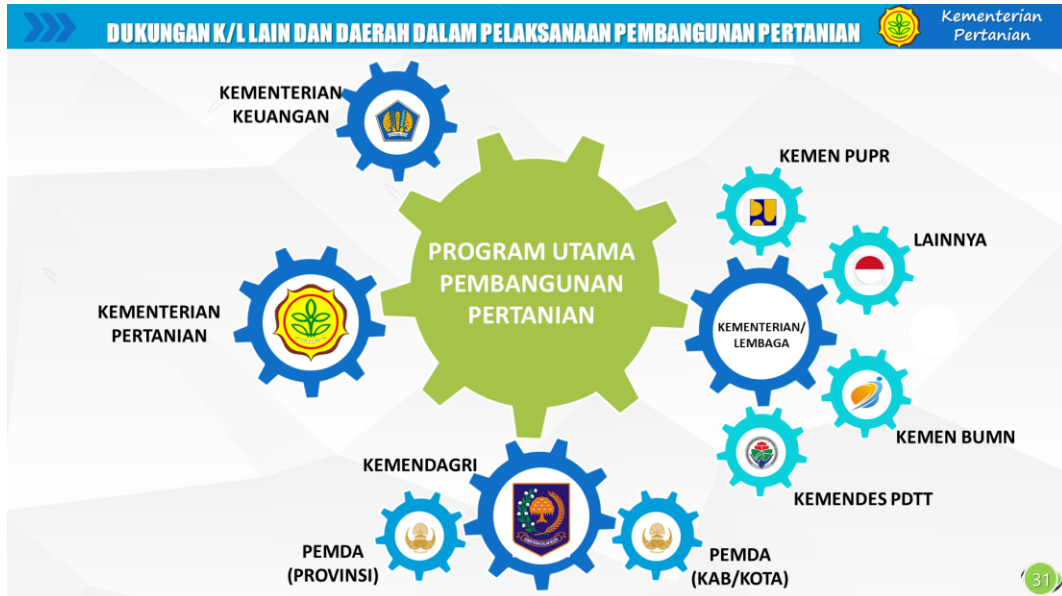 DUKUNGAN K/L LAIN DAN DAERAH DALAM PELAKSANAAN PEMBANGUNAN PERTANIAN
Kementerian
Pertanian
KEMENTERIAN
KEUANGAN
KEMEN PUPR
LAINNYA
PROGRAM UTAMA
PEMBANGUNAN
PERTANIAN
KEMENTERIAN
PERTANIAN
KEMENTERIAN/
LEMBAGA
KEMEN BUMN
KEMENDES PDTT
KEMENDAGRI
PEMDA
(PROVINSI)
PEMDA
(KAB/KOTA)
31